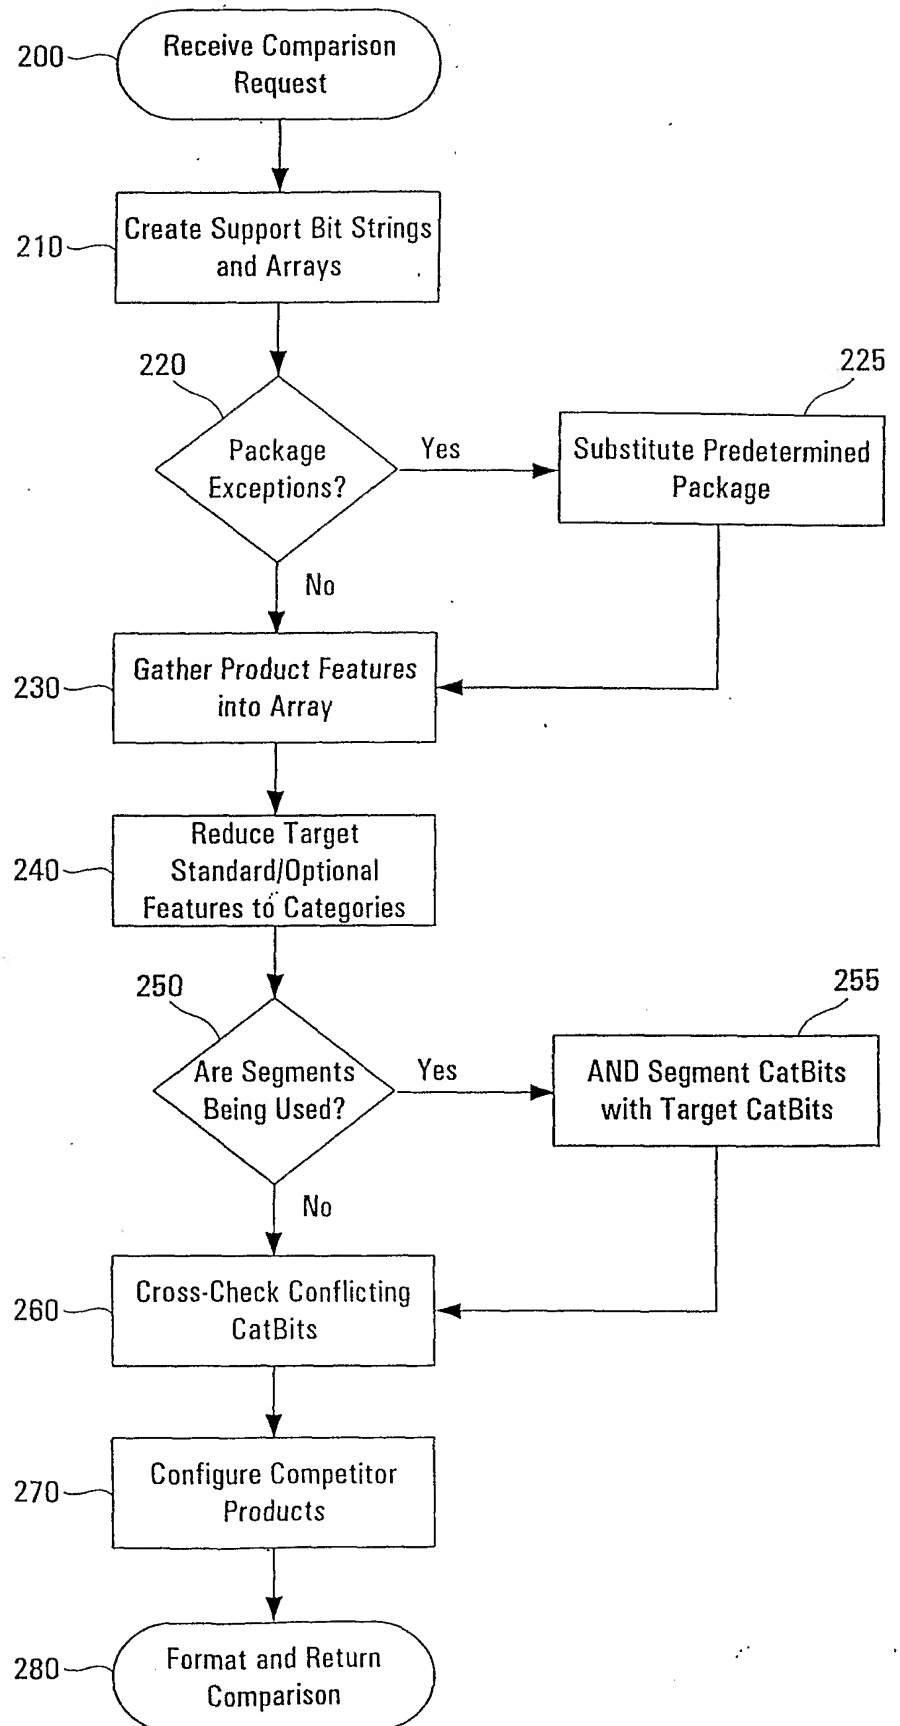 200
Receive Comparison
Request
210
Create Support Bit Strings
and Arrays
220
Package
Exceptions?
Yes
225
Substitute Predetermined
Package
No
230
Gather Product Features
into Array
240
Reduce Target
Standard/Optional
Features to Categories
250
Are Segments
Being Used?
Yes
255
AND Segment CatBits
with Target CatBits
No
260
Cross-Check Conflicting
CatBits
270
Configure Competitor
Products
280
Format and Return
Comparison